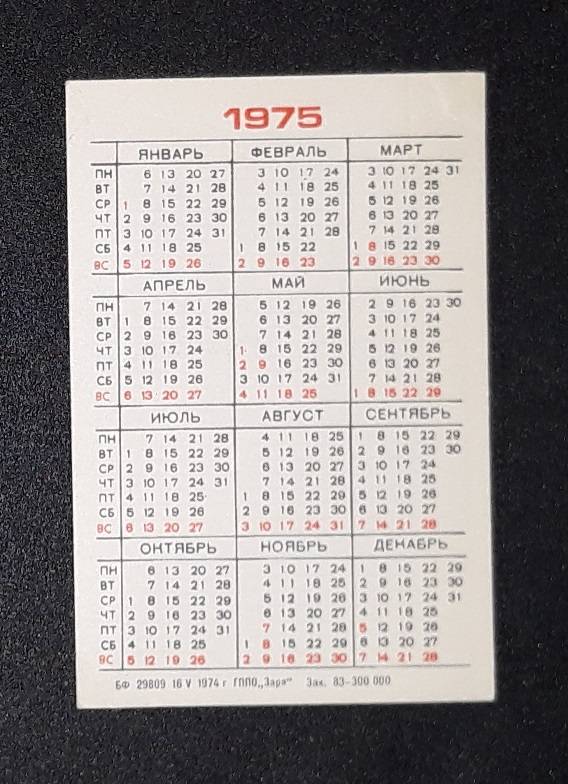 1975
ЯНВАРЬ ФЕВРАЛЬ МАРТ
ПН 6 13 20 27 3 10 17 24 3 10 17 24 31
ВТ 7 14 21 28 4 11 18 25 4 11 18 25
СР 1 8 15 22 29 5 12 19 26 5 12 19 26
ЧТ 2 9 16 23 30 6 13 20 27 6 13 20 27
ПТ 3 10 17 24 31 7 14 21 28 7 14 21 28
СБ 4 11 18 25 1 8 15 22 1 8 15 22 29
ВС 5 12 19 26 2 9 16 23 2 9 16 23 30
АПРЕЛЬ МАЙ ИЮНЬ
ПН 7 14 21 28 5 12 19 26 2 9 16 23 30
ВТ 1 8 15 22 29 6 13 20 27 3 10 17 24
СР 2 9 16 23 30 7 14 21 28 4 11 18 25
ЧТ 3 10 17 24 1 8 15 22 29 5 12 19 26
ПТ 4 11 18 25 2 9 16 23 30 6 13 20 27
СБ 5 12 19 26 3 10 17 24 31 7 14 21 28
ВС 6 13 20 27 4 11 18 25 1 8 15 22 29
ИЮЛЬ АВГУСТ СЕНТЯБРЬ
ПН 7 14 21 28 4 11 18 25 1 8 15 22 29
ВТ 1 8 15 22 29 5 12 19 26 2 9 16 23 30
СР 2 9 16 23 30 6 13 20 27 3 10 17 24
ЧТ 3 10 17 24 31 7 14 21 28 4 11 18 25
ПТ 4 11 18 25 1 8 15 22 29 5 12 19 26
СБ 5 12 19 26 2 9 16 23 30 6 13 20 27
ВС 6 13 20 27 3 10 17 24 31 7 14 21 28
ОКТЯБРЬ НОЯБРЬ ДЕКАБРЬ
ПН 6 13 20 27 3 10 17 24 1 8 15 22 29
ВТ 7 14 21 28 4 11 18 25 2 9 16 23 30
СР 1 8 15 22 29 5 12 19 26 3 10 17 24 31
ЧТ 2 9 16 23 30 6 13 20 27 4 11 18 25
ПТ 3 10 17 24 31 7 14 21 28 5 12 19 26
СБ 4 11 18 25 1 8 15 22 29 6 13 20 27
ВС 5 12 19 26 2 9 16 23 30 7 14 21 28
БФ 29809 16 V 1974 г ГППО„Заря" Зак. 83-300 000